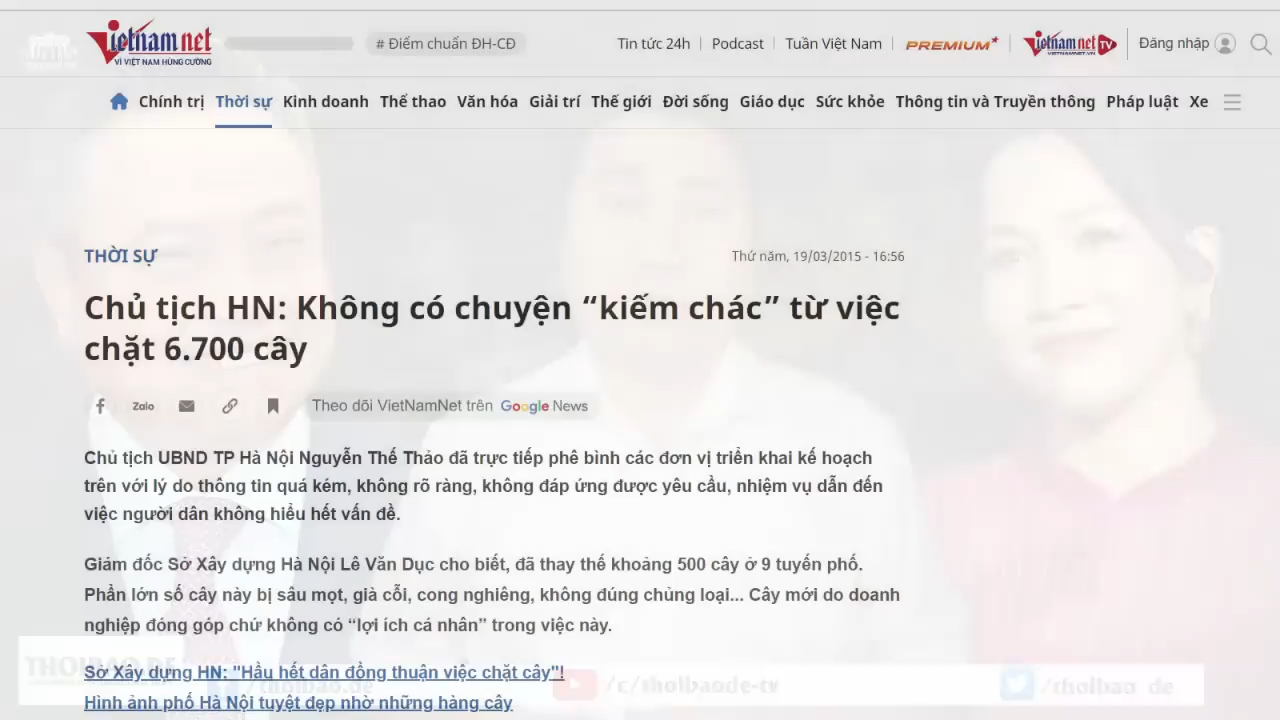 Vietnamnet
VÌ VIỆT NAM HÙNG CƯỜNG
# Điểm chuẩn ĐH-CĐ
Tin tức 24h
Podcast
Tuần Việt Nam
PREMIUM
Vietnamnet TV
VIETNAMNET.VN
Đăng nhập
Chính trị Thời sự Kinh doanh Thể thao Văn hóa Giải trí Thế giới Đời sống Giáo dục Sức khỏe Thông tin và Truyền thông Pháp luật Xe
THỜI SỰ
Thứ năm, 19/03/2015 - 16:56
Chủ tịch HN: Không có chuyện “kiếm chác” từ việc
chặt 6.700 cây
Zalo
Theo dõi VietNamNet trên Google News
Chủ tịch UBND TP Hà Nội Nguyễn Thế Thảo đã trực tiếp phê bình các đơn vị triển khai kế hoạch
trên với lý do thông tin quá kém, không rõ ràng, không đáp ứng được yêu cầu, nhiệm vụ dẫn đến
việc người dân không hiểu hết vấn đề.
Giám đốc Sở Xây dựng Hà Nội Lê Văn Dục cho biết, đã thay thế khoảng 500 cây ở 9 tuyến phố.
Phần lớn số cây này bị sâu mọt, già cỗi, cong nghiêng, không đúng chủng loại... Cây mới do doanh
nghiệp đóng góp chứ không có “lợi ích cá nhân” trong việc này.
Sở Xây dựng HN: "Hầu hết dân đồng thuận việc chặt cây"!
THOIBAO.DE
/thoibao.de
/c/thoibaode-tv
/thoibao_de
Hình ảnh phố Hà Nội tuyệt đẹp nhờ những hàng cây